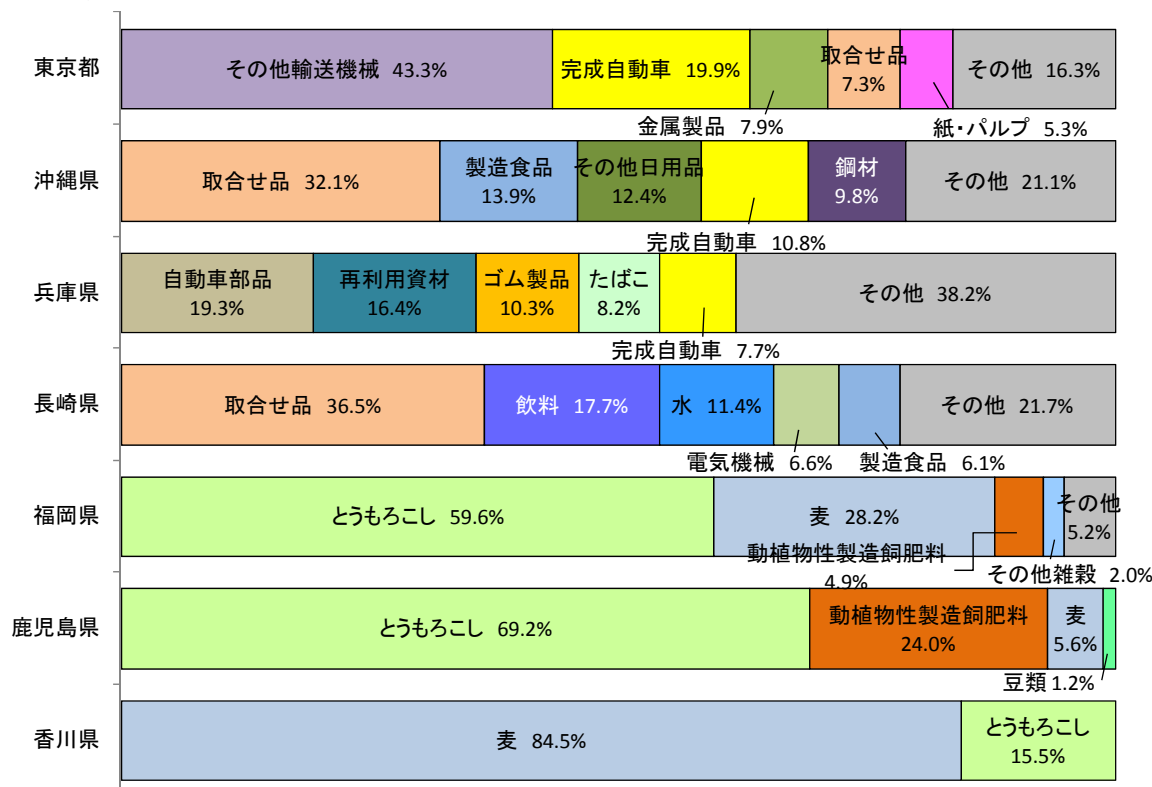 東京都
その他輸送機械 43.3%
完成自動車 19.9%
金属製品 7.9%
取合せ品
7.3%
紙・パルプ 5.3%
その他 16.3%
沖縄県
取合せ品 32.1%
製造食品
13.9%
その他日用品
12.4%
完成自動車 10.8%
鋼材
9.8%
その他 21.1%
兵庫県
自動車部品
19.3%
再利用資材
16.4%
ゴム製品
10.3%
たばこ
8.2%
完成自動車 7.7%
その他 38.2%
長崎県
取合せ品 36.5%
飲料 17.7%
水 11.4%
電気機械 6.6%
製造食品 6.1%
その他 21.7%
福岡県
とうもろこし 59.6%
麦 28.2%
動植物性製造飼肥料
4.9%
その他雑穀 2.0%
その他
5.2%
鹿児島県
とうもろこし 69.2%
動植物性製造飼肥料
24.0%
麦
5.6%
豆類 1.2%
香川県
麦 84.5%
とうもろこし
15.5%